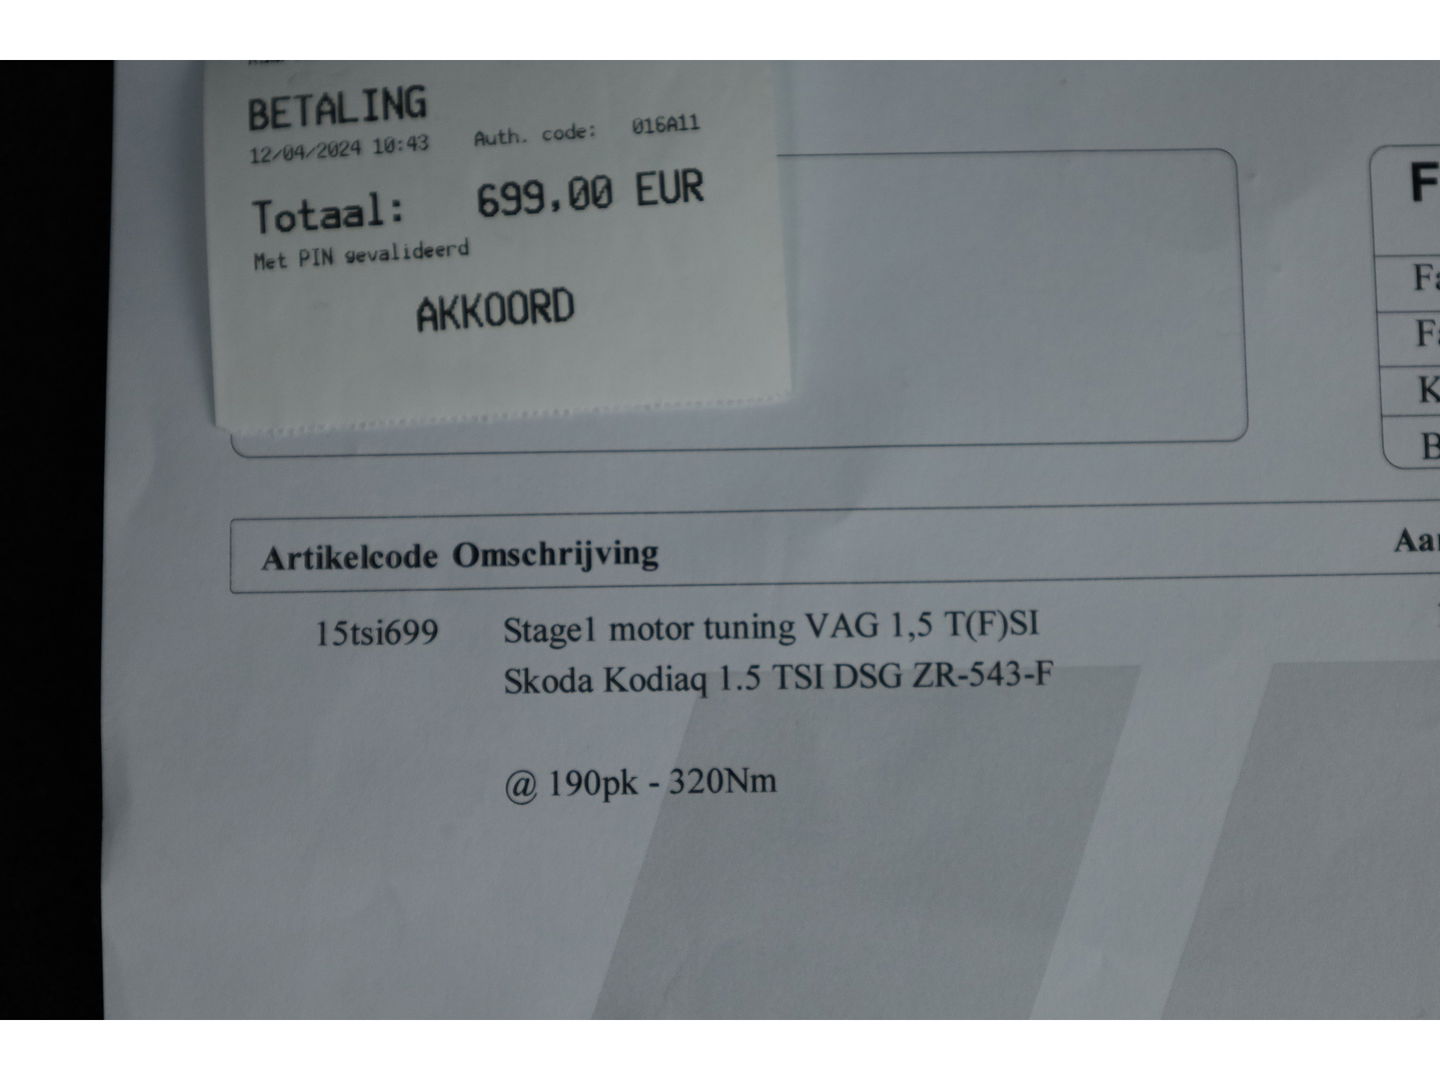 BETALING
12/04/2024 10:43 Auth. code: 016A11
Totaal: 699,00 EUR
Met PIN gevalideerd
AKKOORD
Artikelcode Omschrijving
15tsi699 Stage1 motor tuning VAG 1,5 T(F)SI
Skoda Kodiaq 1.5 TSI DSG ZR-543-F
@ 190pk - 320Nm